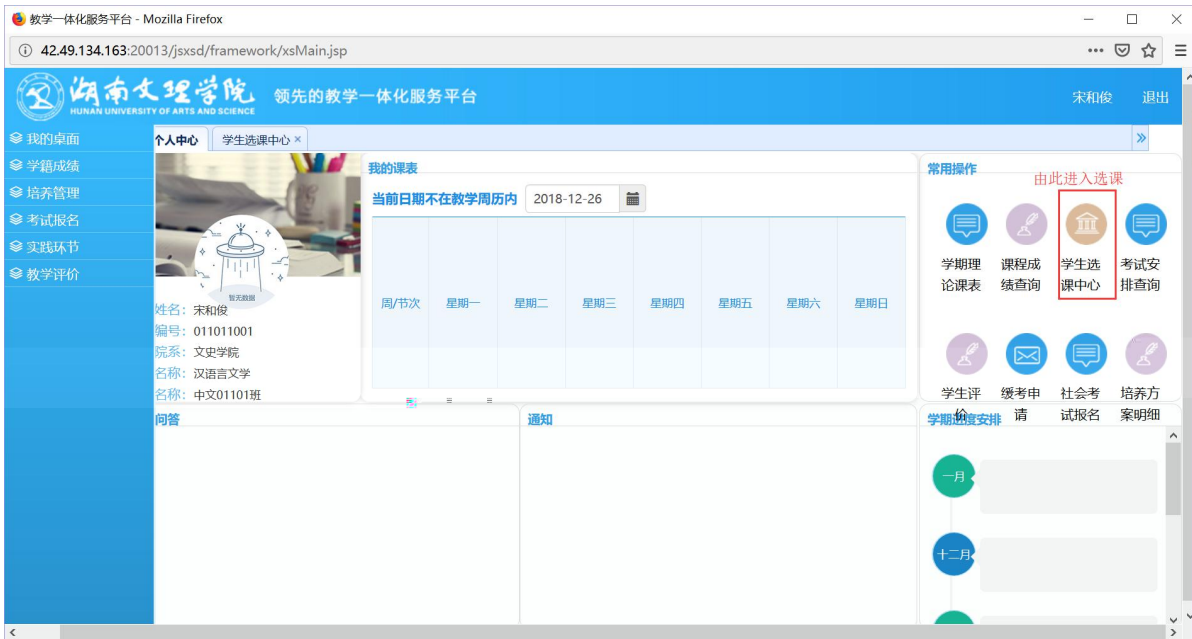 教学一体化服务平台 - Mozilla Firefox
42.49.134.163:20013/jsxsd/framework/xsMain.jsp
湖南文理学院
HUNAN UNIVERSITY OF ARTS AND SCIENCE
领先的教学一体化服务平台
宋和俊 退出
我的桌面
学籍成绩
培养管理
考试报名
实践环节
教学评价
个人中心 学生选课中心 ×
暂无数据
姓名：宋和俊
编号：011011001
院系：文史学院
名称：汉语言文学
名称：中文01101班
我的课表
当前日期不在教学周历内 2018-12-26
周/节次 星期一 星期二 星期三 星期四 星期五 星期六 星期日
常用操作
由此进入选课
学期理论课表
课程成绩查询
学生选课中心
考试安排查询
学生评价
缓考申请
社会考试报名
培养方案明细
问答
通知
学期进度安排
一月
十二月